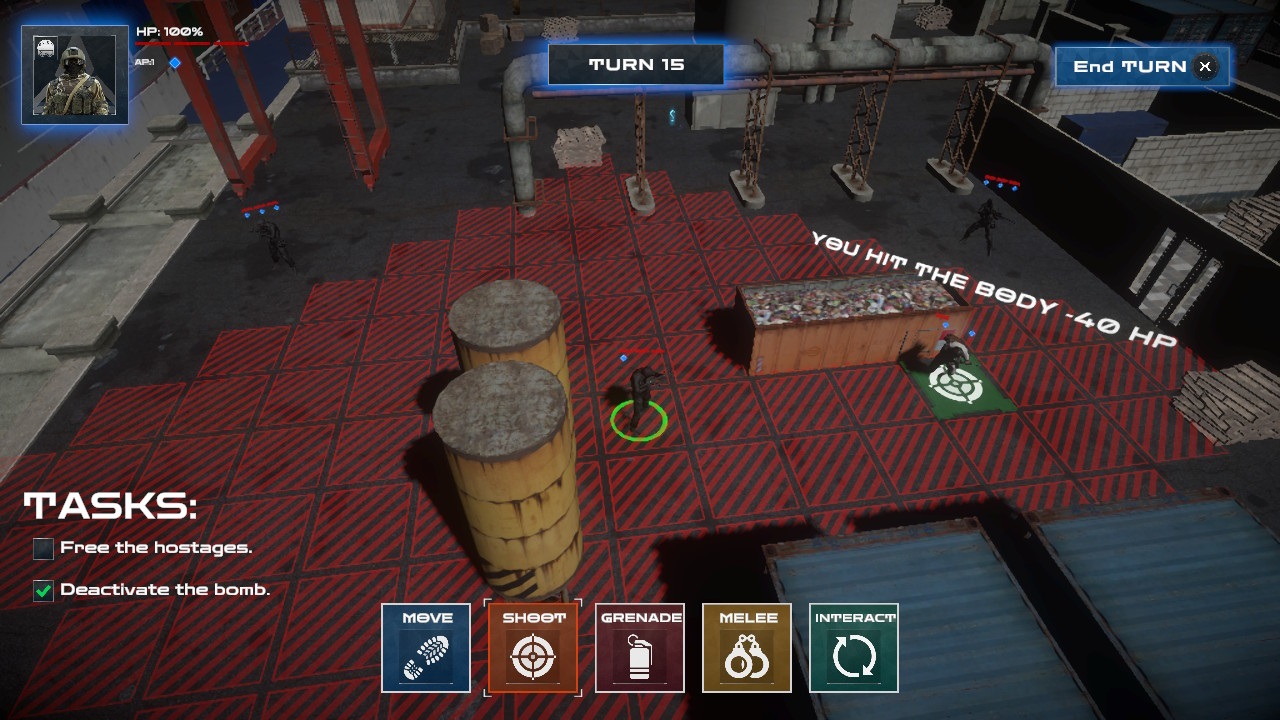 HP: 100%
AP:1
TURN 15
End TURN X
YOU HIT THE BODY -40 HP
TASKS:
Free the hostages.
Deactivate the bomb.
MOVE
SHOOT
GRENADE
MELEE
INTERACT